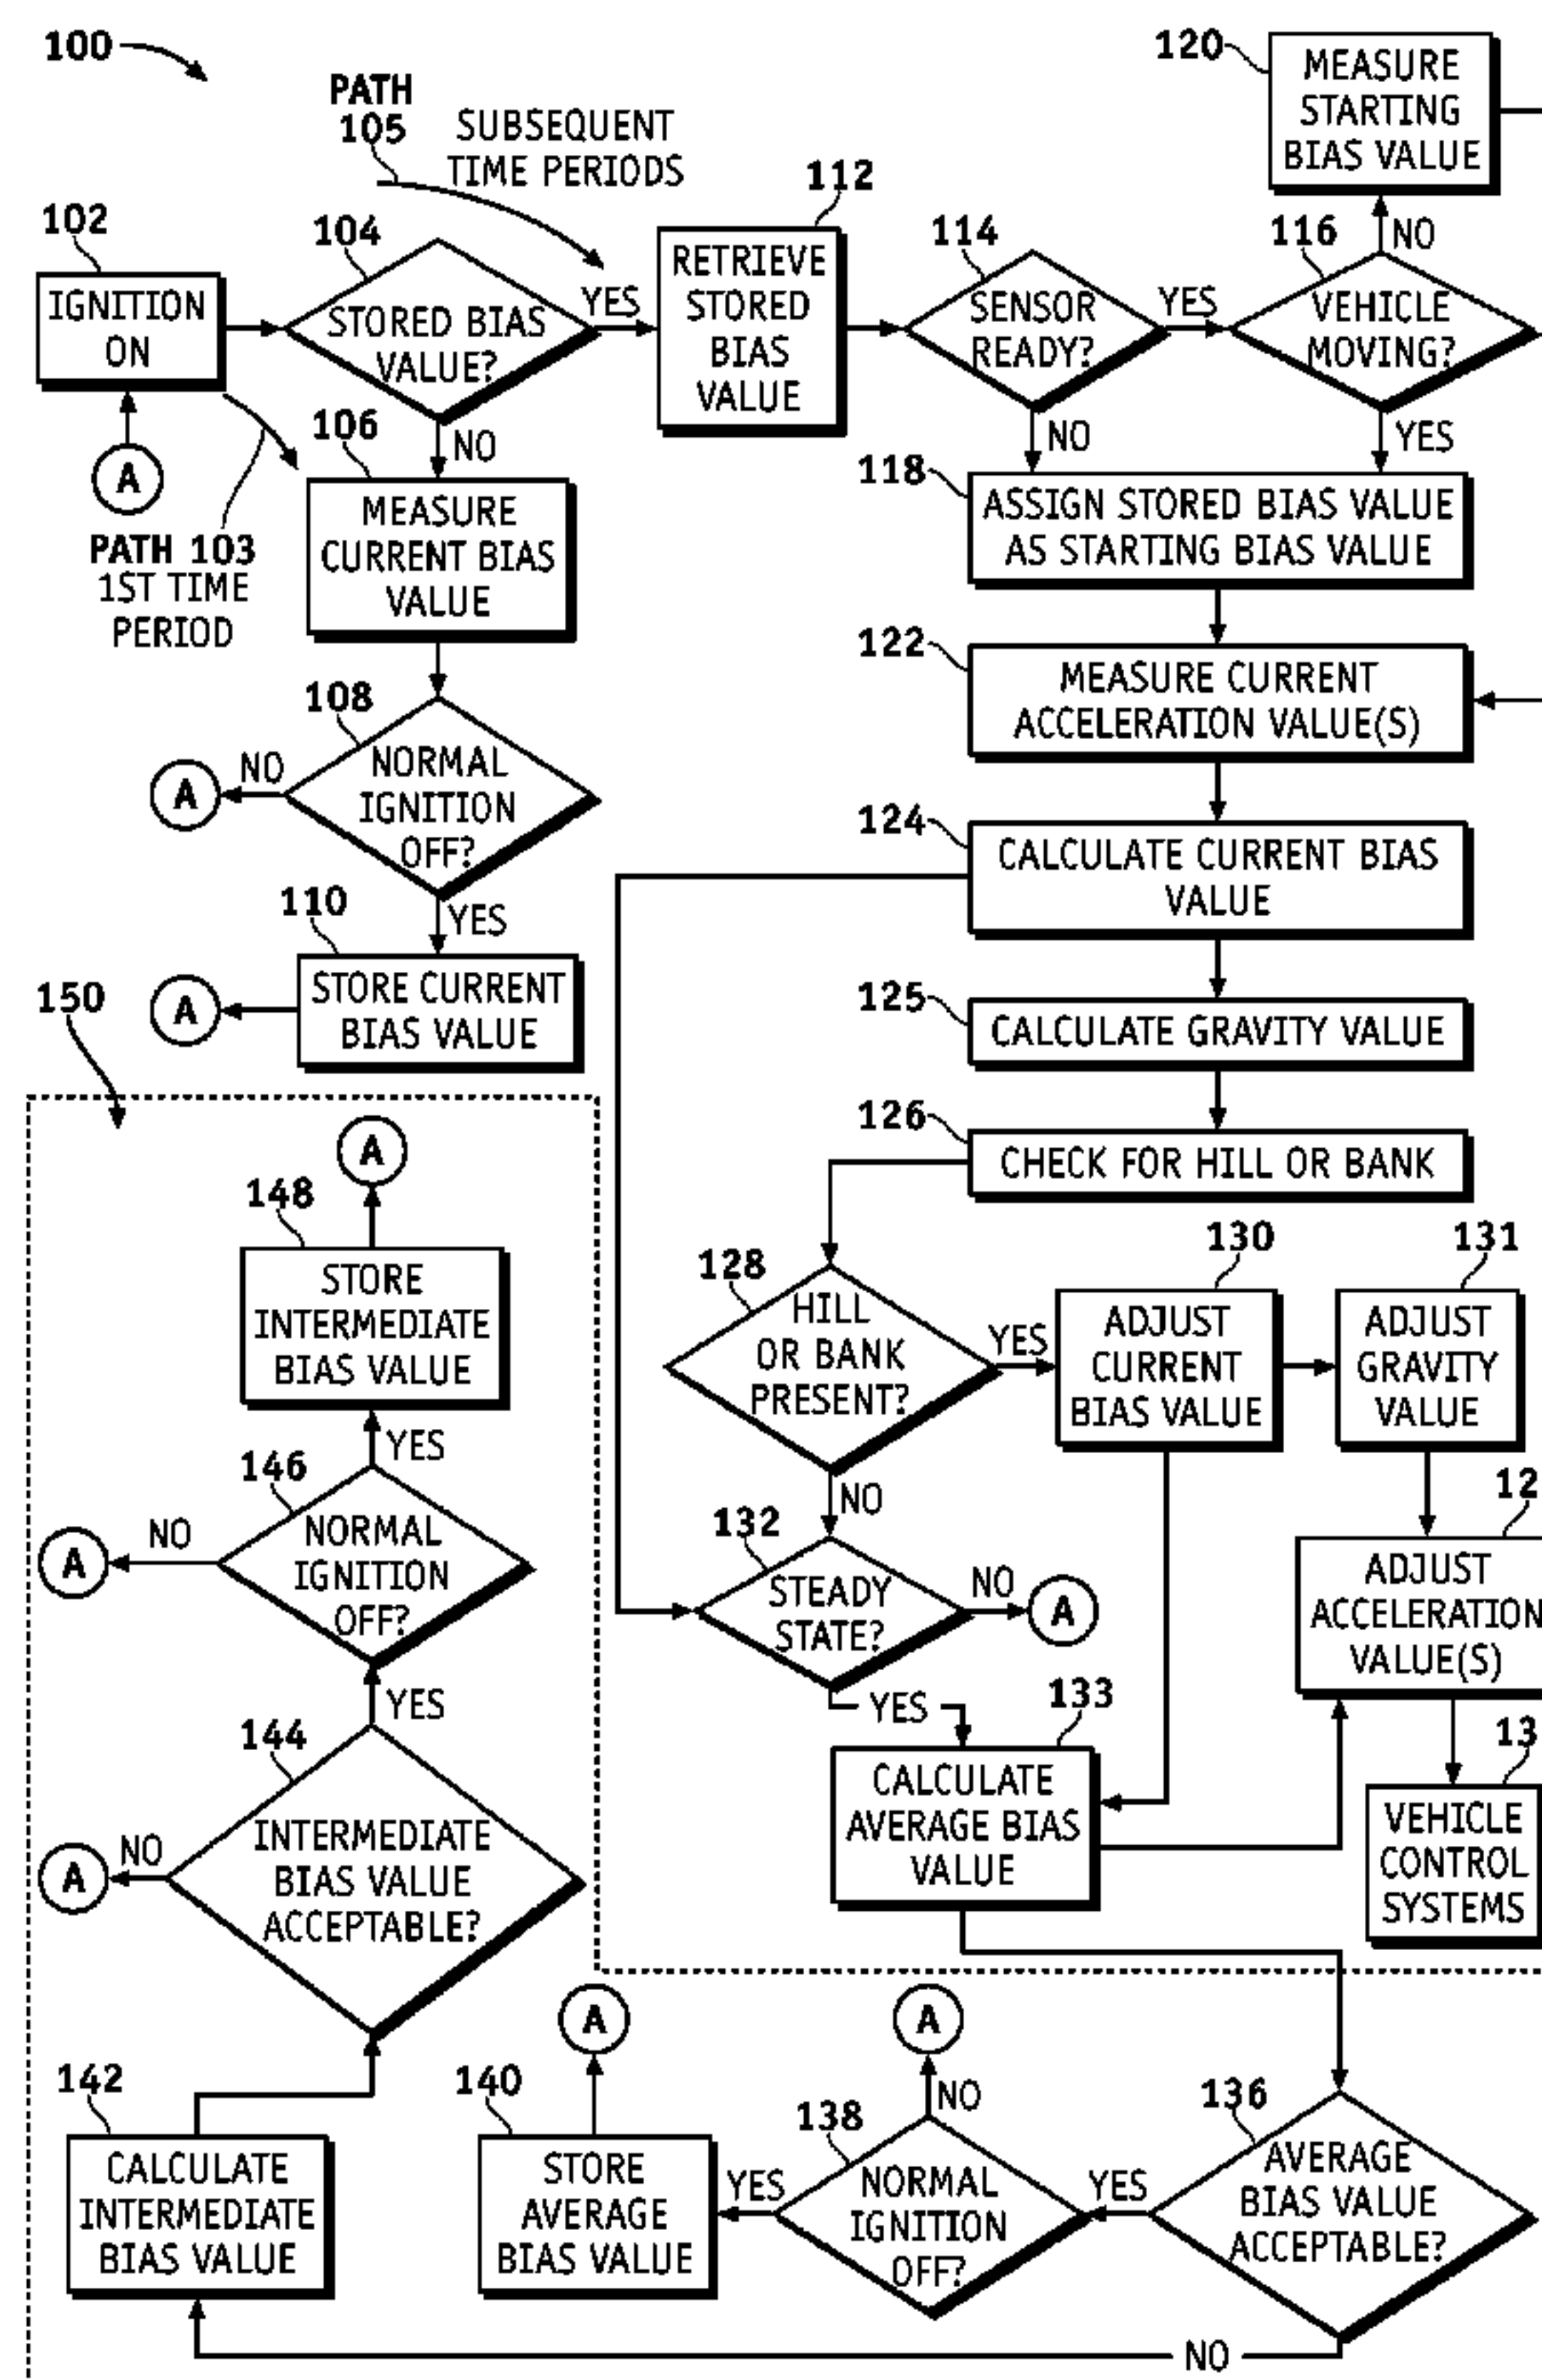 100
PATH
105
SUBSEQUENT
TIME PERIODS
102
IGNITION
ON
A
PATH 103
1ST TIME
PERIOD
104
STORED BIAS
VALUE?
YES
NO
106
MEASURE
CURRENT BIAS
VALUE
108
NORMAL
IGNITION
OFF?
NO
A
YES
110
STORE CURRENT
BIAS VALUE
A
112
RETRIEVE
STORED
BIAS
VALUE
114
SENSOR
READY?
YES
NO
116
VEHICLE
MOVING?
NO
YES
120
MEASURE
STARTING
BIAS VALUE
118
ASSIGN STORED BIAS VALUE
AS STARTING BIAS VALUE
122
MEASURE CURRENT
ACCELERATION VALUE(S)
124
CALCULATE CURRENT BIAS
VALUE
125
CALCULATE GRAVITY VALUE
126
CHECK FOR HILL OR BANK
128
HILL
OR BANK
PRESENT?
YES
NO
130
ADJUST
CURRENT
BIAS VALUE
131
ADJUST
GRAVITY
VALUE
12
ADJUST
ACCELERATION
VALUE(S)
13
VEHICLE
CONTROL
SYSTEMS
132
STEADY
STATE?
NO
A
YES
133
CALCULATE
AVERAGE BIAS
VALUE
136
AVERAGE
BIAS VALUE
ACCEPTABLE?
YES
NO
138
NORMAL
IGNITION
OFF?
NO
A
YES
140
STORE
AVERAGE
BIAS VALUE
A
142
CALCULATE
INTERMEDIATE
BIAS VALUE
144
INTERMEDIATE
BIAS VALUE
ACCEPTABLE?
NO
A
YES
146
NORMAL
IGNITION
OFF?
NO
A
YES
148
STORE
INTERMEDIATE
BIAS VALUE
A
150